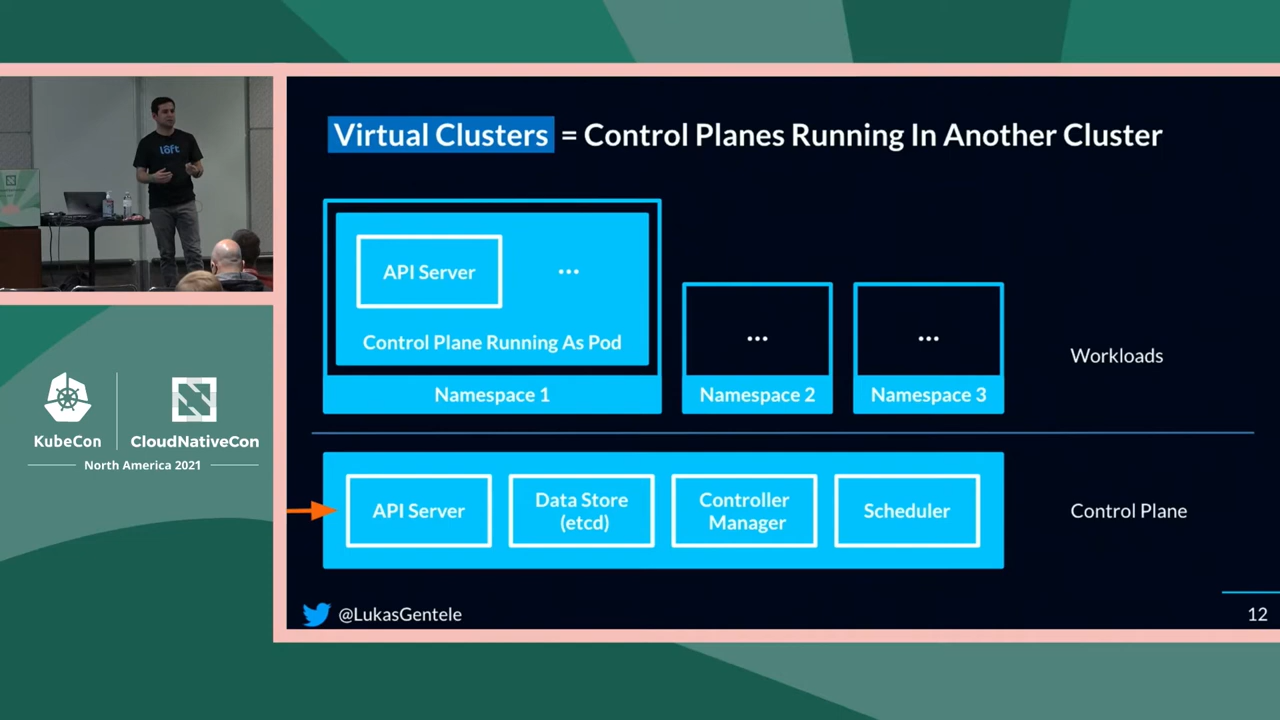 Virtual Clusters = Control Planes Running In Another Cluster
API Server
...
Control Plane Running As Pod
Namespace 1
...
Namespace 2
...
Namespace 3
Workloads
API Server
Data Store
(etcd)
Controller
Manager
Scheduler
Control Plane
@LukasGentele
12
loft
KubeCon
CloudNativeCon
North America 2021